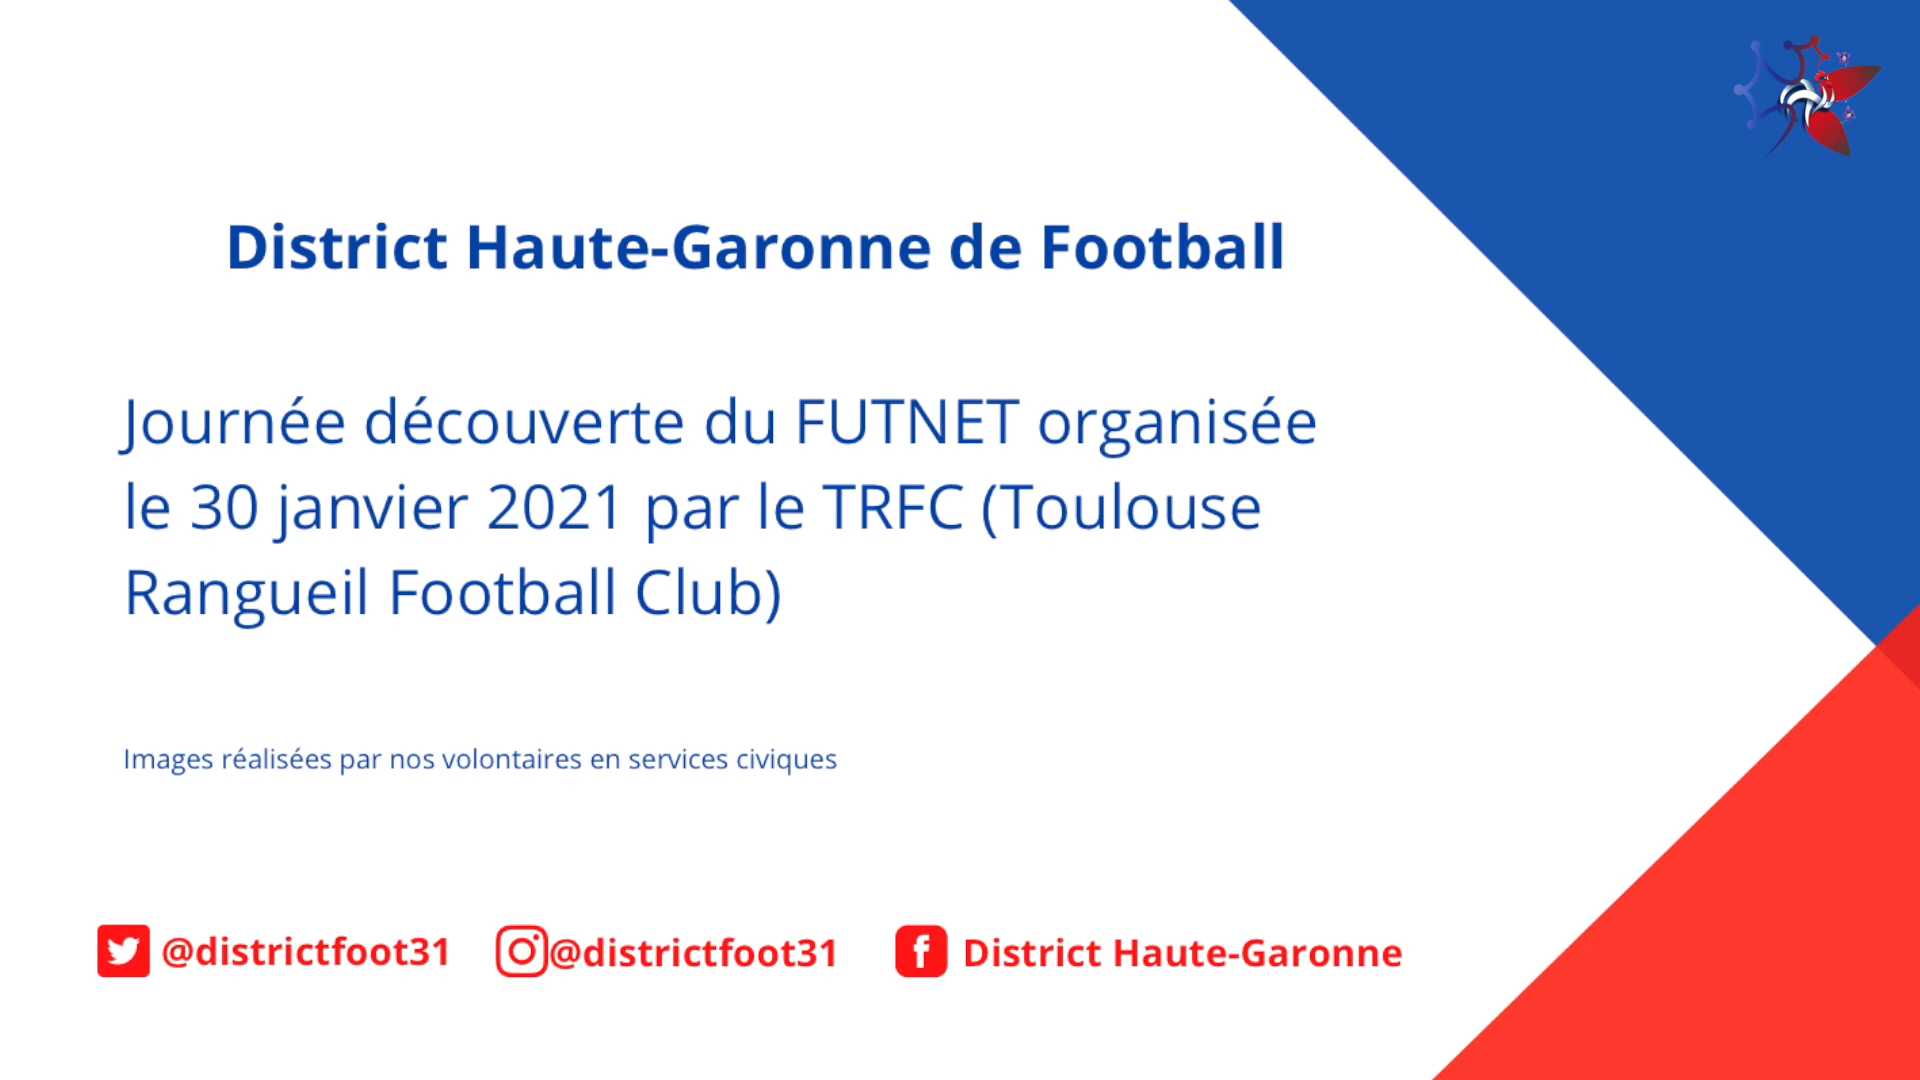 District Haute-Garonne de Football
Journée découverte du FUTNET organisée
le 30 janvier 2021 par le TRFC (Toulouse
Rangueil Football Club)
Images réalisées par nos volontaires en services civiques
@districtfoot31 @districtfoot31 District Haute-Garonne